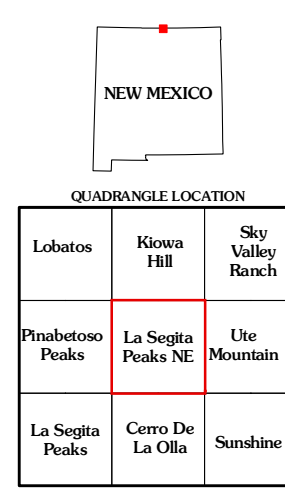 NEW MEXICO
QUADRANGLE LOCATION
Lobatos
Kiowa
Hill
Sky
Valley
Ranch
Pinabetoso
Peaks
La Segita
Peaks NE
Ute
Mountain
La Segita
Peaks
Cerro De
La Olla
Sunshine